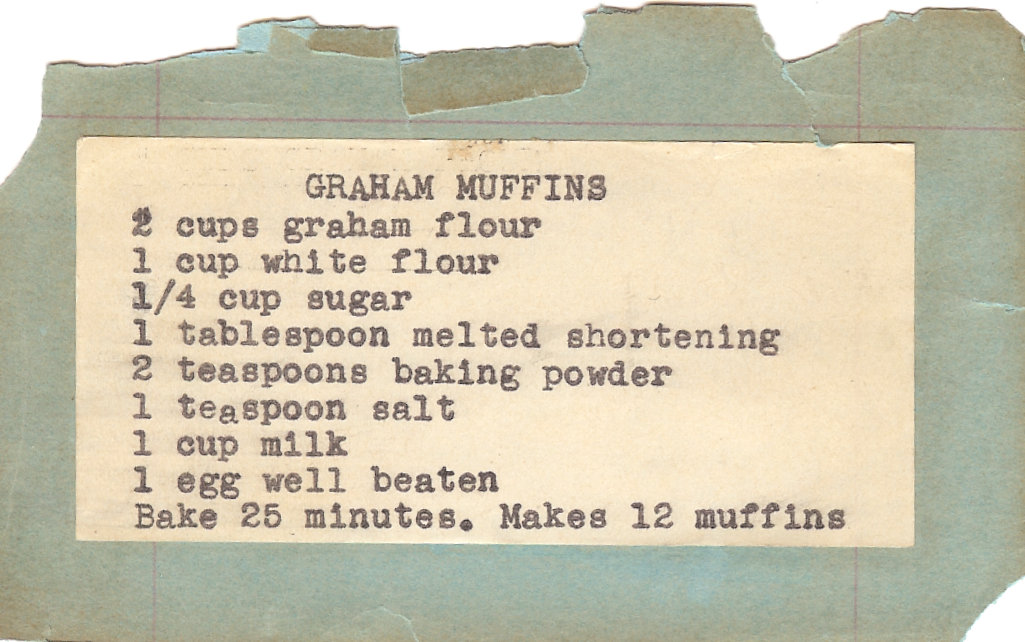 GRAHAM MUFFINS
2 cups graham flour
1 cup white flour
1/4 cup sugar
1 tablespoon melted shortening
2 teaspoons baking powder
1 teaspoon salt
1 cup milk
1 egg well beaten
Bake 25 minutes. Makes 12 muffins